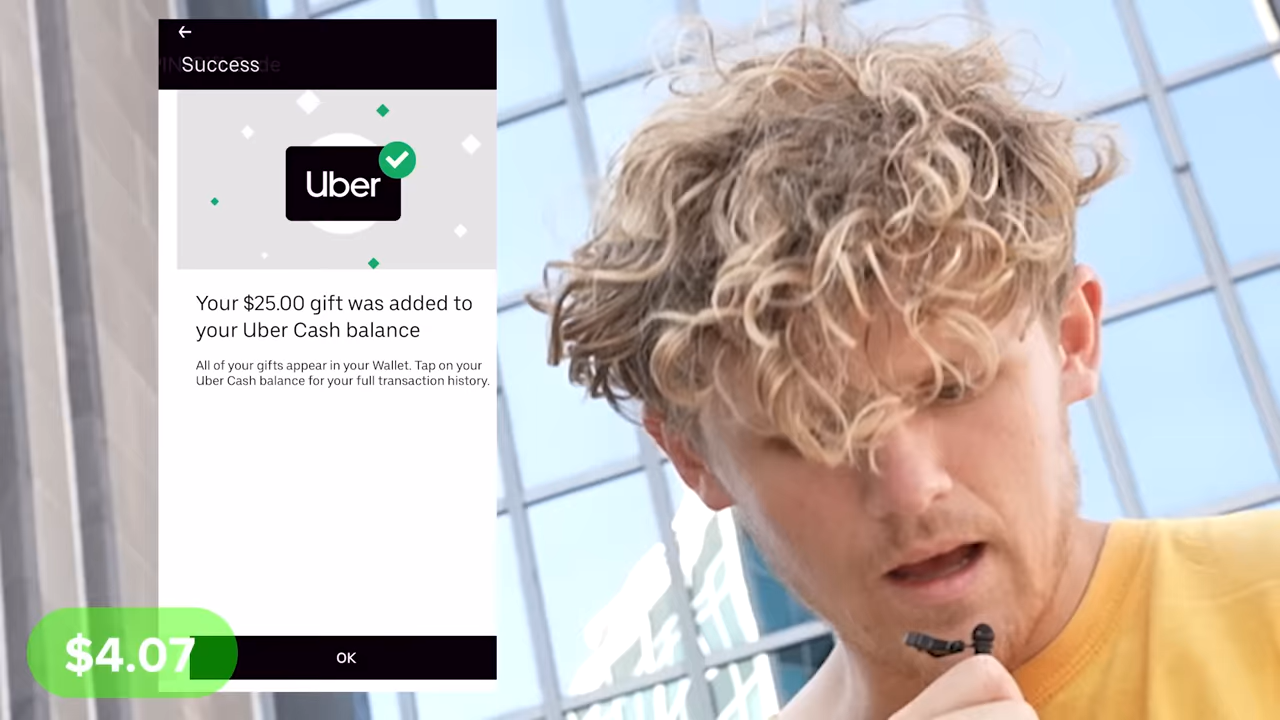 Success
Uber
Your $25.00 gift was added to
your Uber Cash balance
All of your gifts appear in your Wallet. Tap on your
Uber Cash balance for your full transaction history.
OK
$4.07